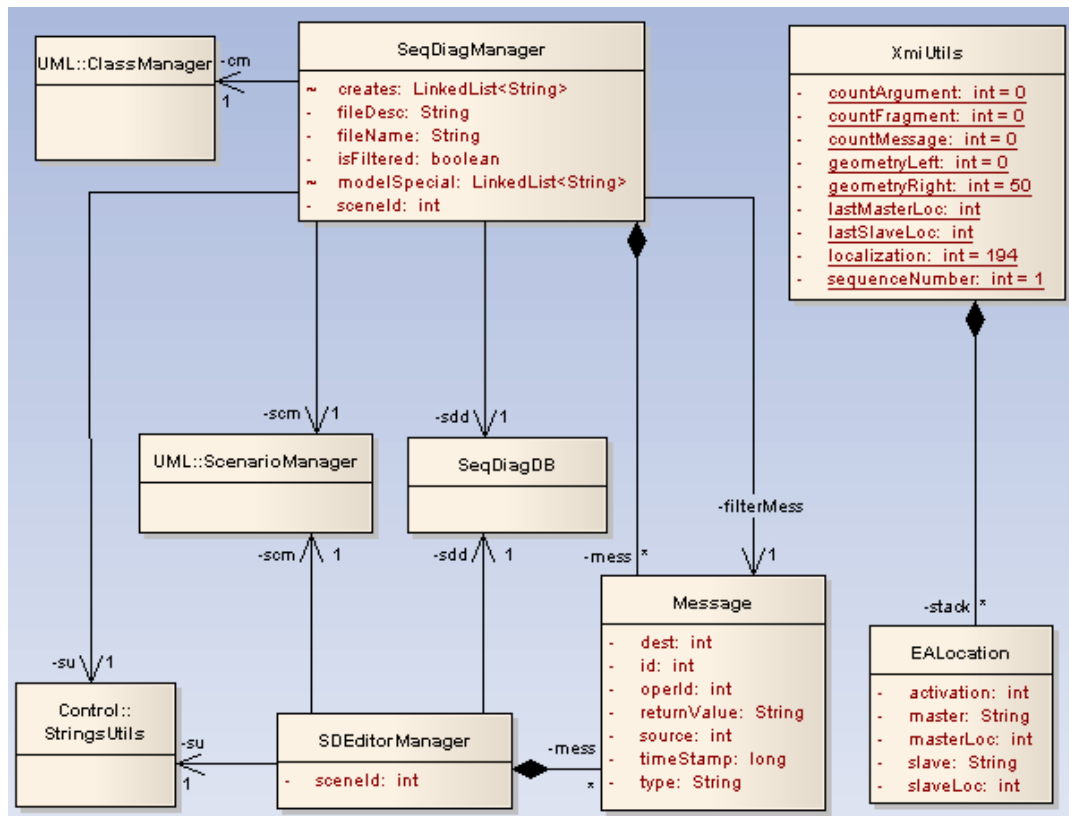 UML::ClassManager
-cm
1
SeqDiagManager
~ creates: LinkedList<String>
- fileDesc: String
- fileName: String
- isFiltered: boolean
~ modelSpecial: LinkedList<String>
- sceneId: int
XmiUtils
- countArgument: int = 0
- countFragment: int = 0
- countMessage: int = 0
- geometryLeft: int = 0
- geometryRight: int = 50
- lastMasterLoc: int
- lastSlaveLoc: int
- localization: int = 194
- sequenceNumber: int = 1
-scm 1
-sdd 1
UML::ScenarioManager
SeqDiagDB
-filterMess
1
-scm 1
-sdd 1
-mess *
Message
- dest: int
- id: int
- operId: int
- returnValue: String
- source: int
- timeStamp: long
- type: String
-stack *
EALocation
- activation: int
- master: String
- masterLoc: int
- slave: String
- slaveLoc: int
-su 1
Control::
StringsUtils
-su
1
SDEditorManager
- sceneId: int
-mess
*